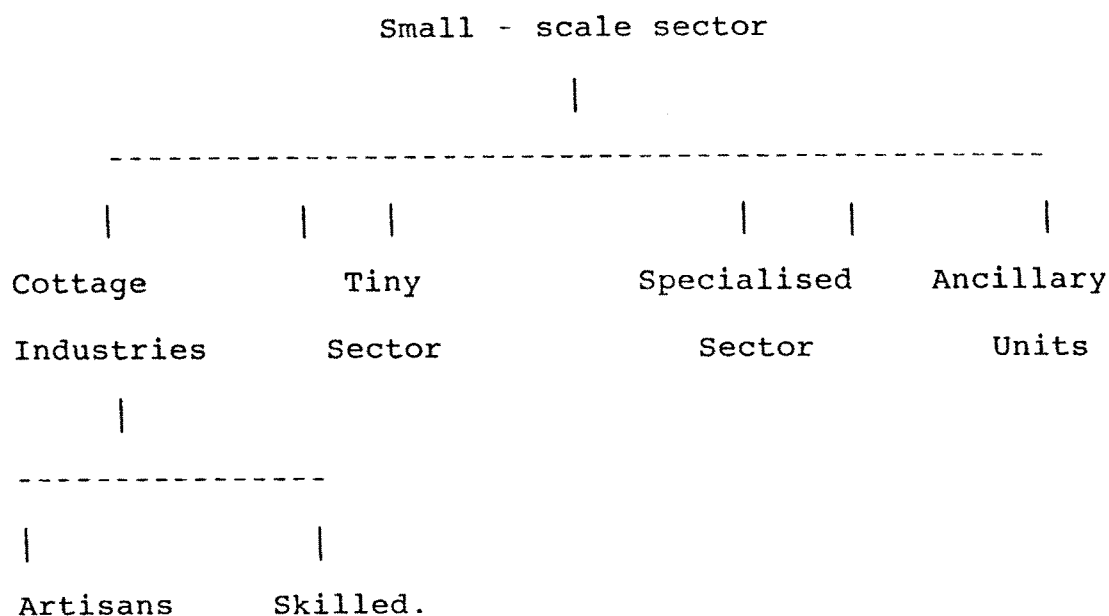 Small - scale sector
Cottage Tiny Specialised Ancillary
Industries Sector Sector Units
Artisans Skilled.